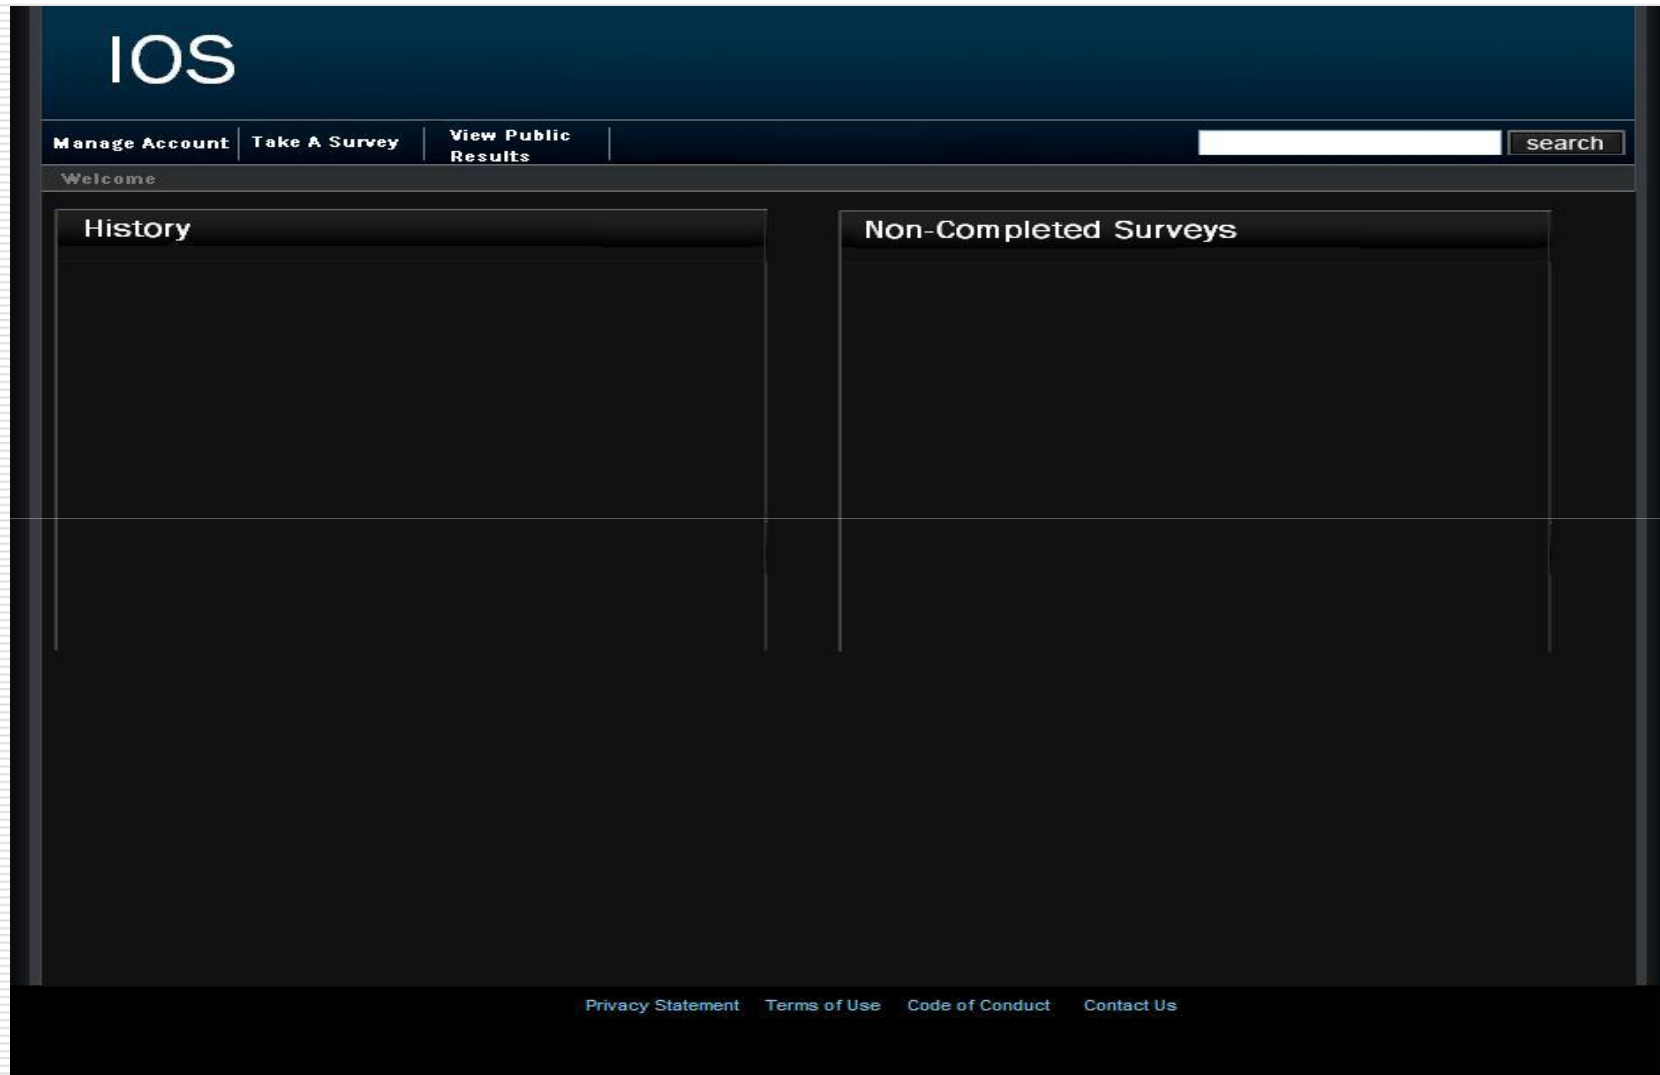 IOS
Manage Account
Take A Survey
View Public
Results
search
Welcome
History
Non-Completed Surveys
Privacy Statement
Terms of Use
Code of Conduct
Contact Us